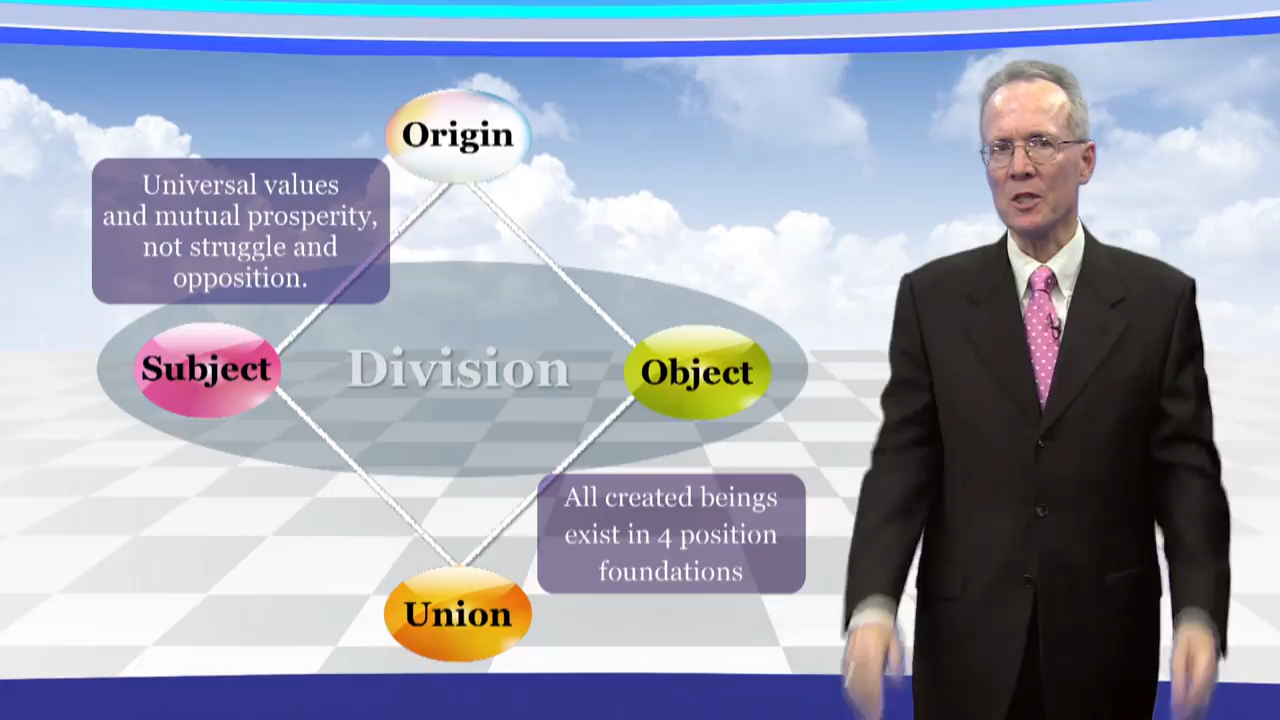 Origin
Universal values
and mutual prosperity,
not struggle and
opposition.
Subject
Division
Object
All created beings
exist in 4 position
foundations
Union